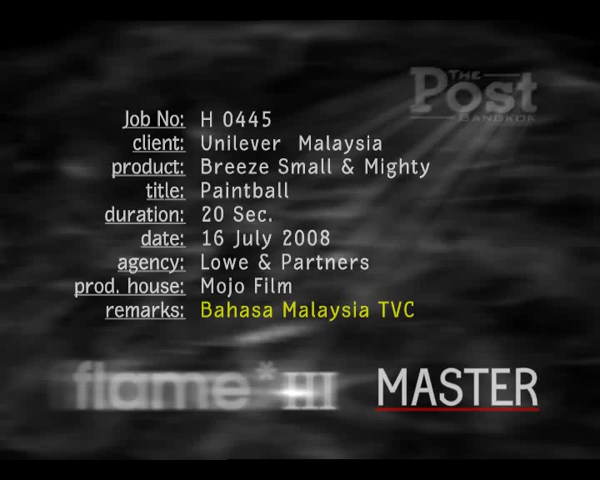 THE
Post
BANGKOK
Job No: H 0445
client: Unilever Malaysia
product: Breeze Small & Mighty
title: Paintball
duration: 20 Sec.
date: 16 July 2008
agency: Lowe & Partners
prod. house: Mojo Film
remarks: Bahasa Malaysia TVC
flame* HI MASTER